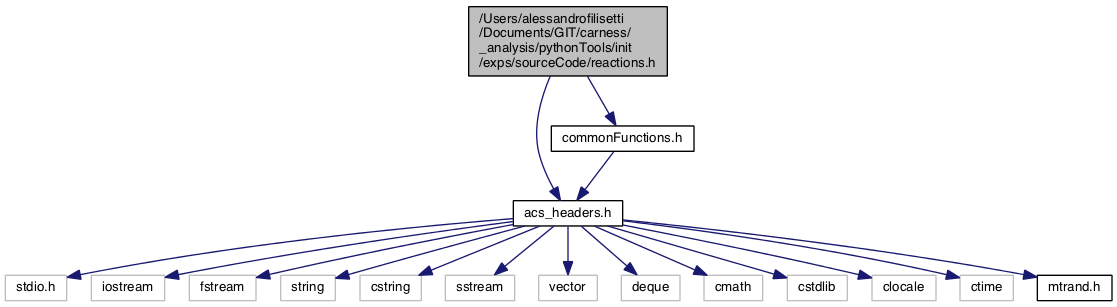 /Users/alessandrofilisetti
/Documents/GIT/carness/
_analysis/pythonTools/init
/exps/sourceCode/reactions.h
commonFunctions.h
acs_headers.h
stdio.h
iostream
fstream
string
cstring
sstream
vector
deque
cmath
cstdlib
clocale
ctime
mtrand.h